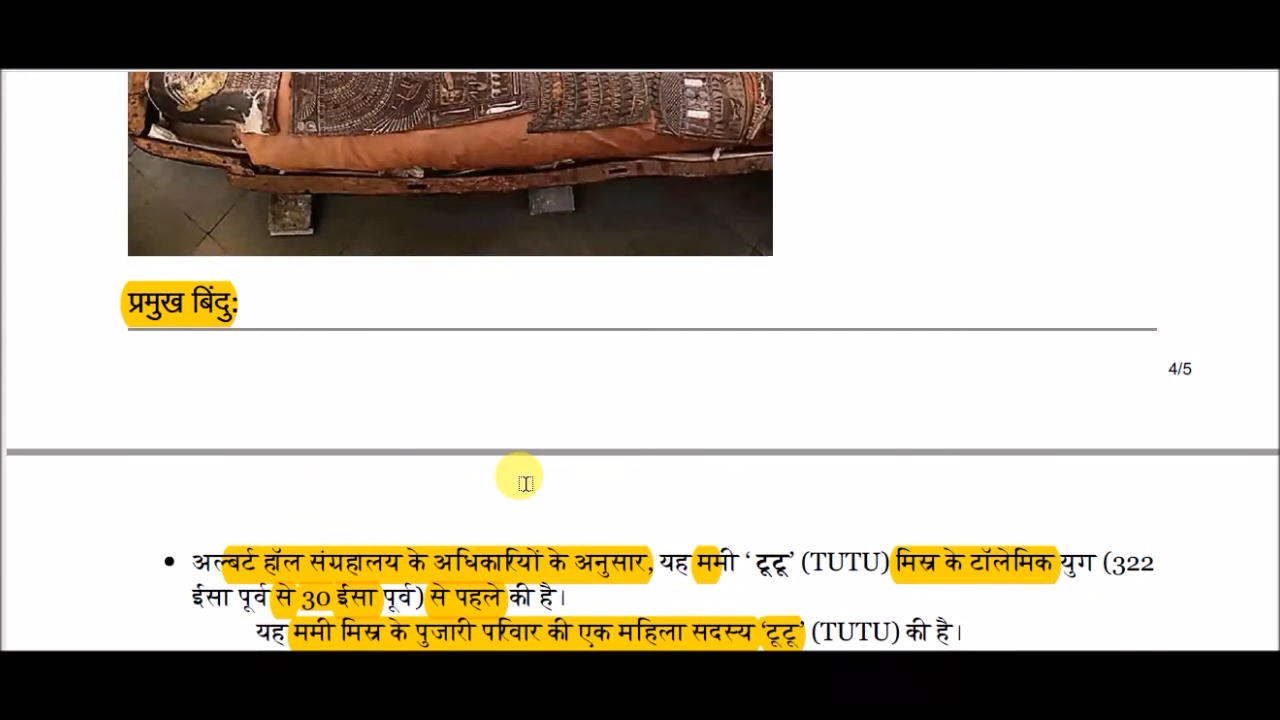 प्रमुख बिंदु:
4/5
• अल्बर्ट हॉल संग्रहालय के अधिकारियों के अनुसार, यह ममी ‘ टूटू’ (TUTU) मिस्र के टॉलेमिक युग (322
ईसा पूर्व से 30 ईसा पूर्व) से पहले की है।
यह ममी मिस्र के पुजारी परिवार की एक महिला सदस्य ‘टूटू’ (TUTU) की है।